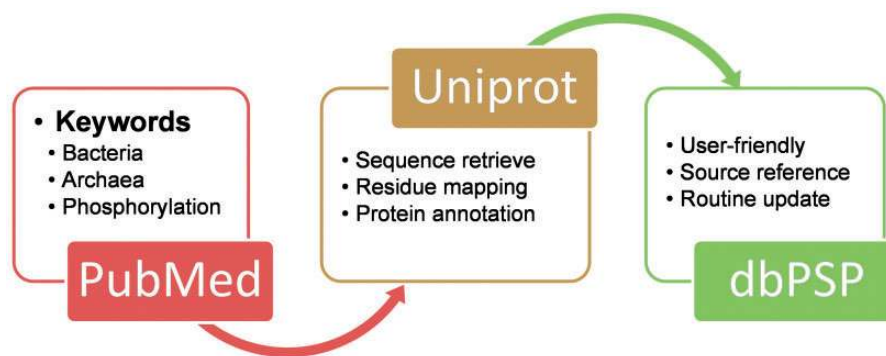 • Keywords
• Bacteria
• Archaea
• Phosphorylation
PubMed
Uniprot
• Sequence retrieve
• Residue mapping
• Protein annotation
• User-friendly
• Source reference
• Routine update
dbPSP